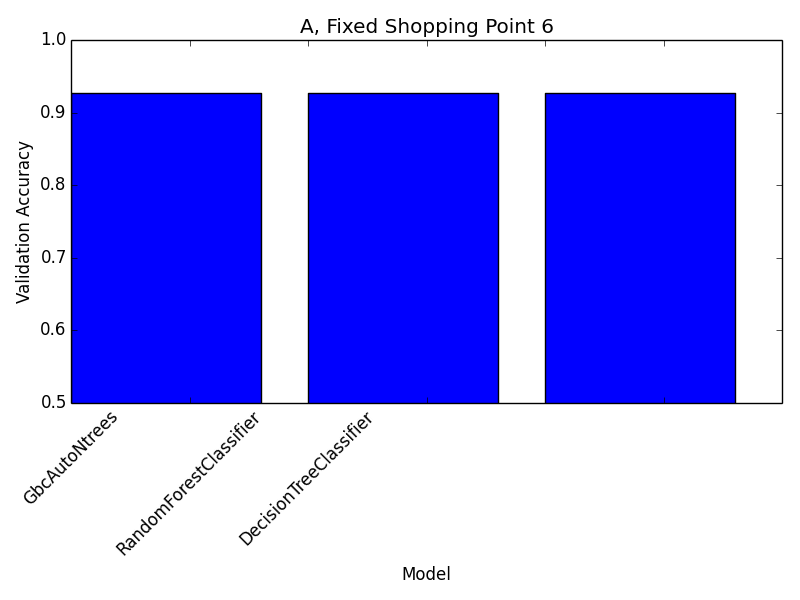 A, Fixed Shopping Point 6
1.0
0.9
0.8
0.7
0.6
0.5
Validation Accuracy
GbcAutoNtrees
RandomForestClassifier
DecisionTreeClassifier
Model